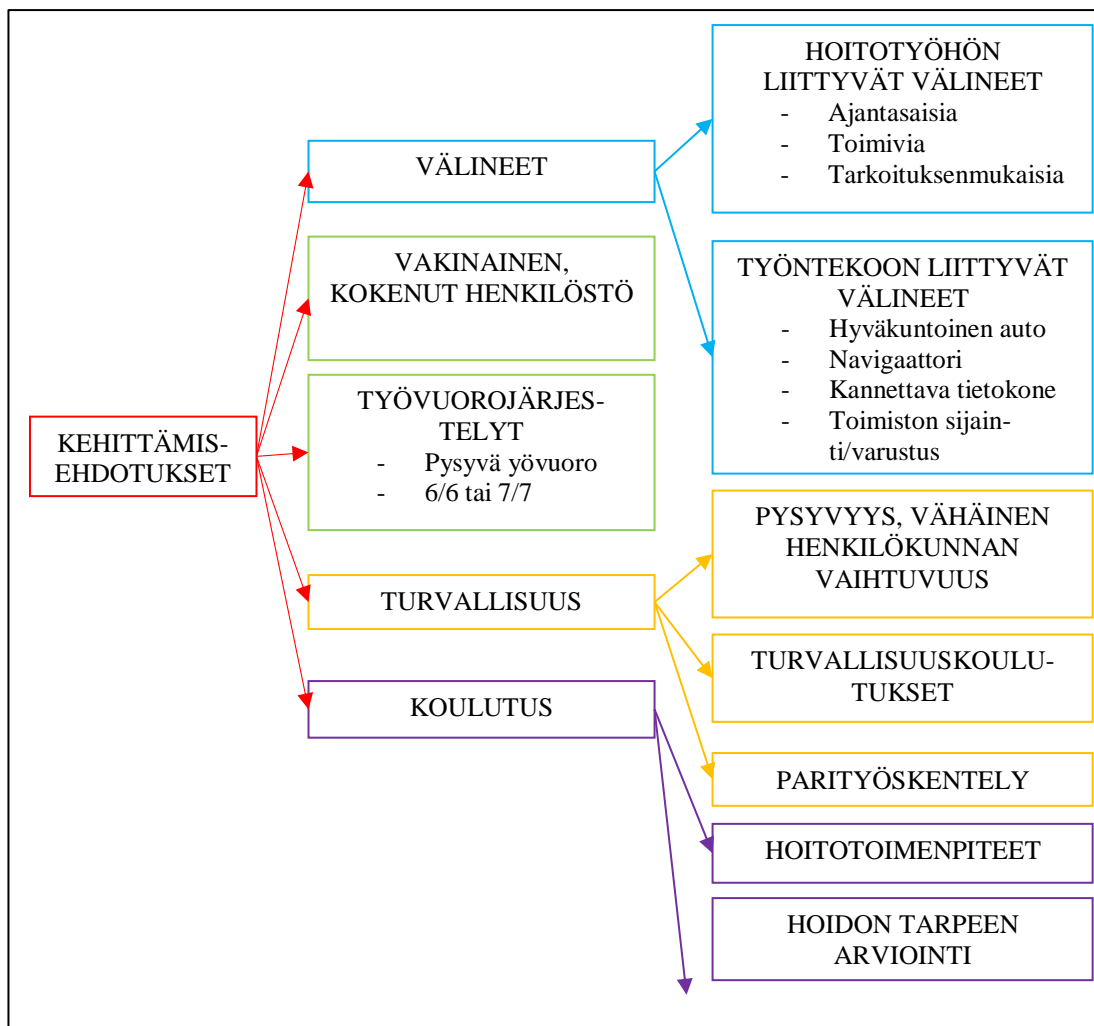 KEHITTÄMIS-
EHDOTUKSET
VÄLINEET
VAKINAINEN,
KOKENUT HENKILÖSTÖ
TYÖVUOROJÄRJES-
TELYT
- Pysyvä yövuoro
- 6/6 tai 7/7
TURVALLISUUS
KOULUTUS
HOITOTYÖHÖN
LIITTYVÄT VÄLINEET
- Ajantasaisia
- Toimivia
- Tarkoituksenmukaisia
TYÖNTEKOON LIITTYVÄT
VÄLINEET
- Hyväkuntoinen auto
- Navigaattori
- Kannettava tietokone
- Toimiston sijain-
ti/varustus
PYSYVYYS, VÄHÄINEN
HENKILÖKUNNAN
VAIHTUVUUS
TURVALLISUUSKOULU-
TUKSET
PARITYÖSKENTELY
HOITOTOIMENPITEET
HOIDON TARPEEN
ARVIOINTI